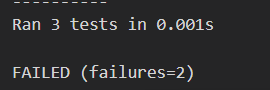 ----------
Ran 3 tests in 0.001s
FAILED (failures=2)